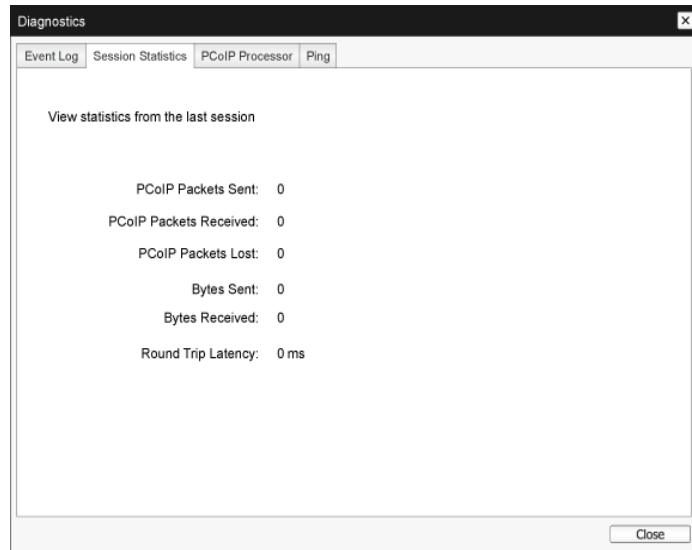 Diagnostics X
Event Log Session Statistics PCoIP Processor Ping
View statistics from the last session
PCoIP Packets Sent: 0
PCoIP Packets Received: 0
PCoIP Packets Lost: 0
Bytes Sent: 0
Bytes Received: 0
Round Trip Latency: 0 ms
Close